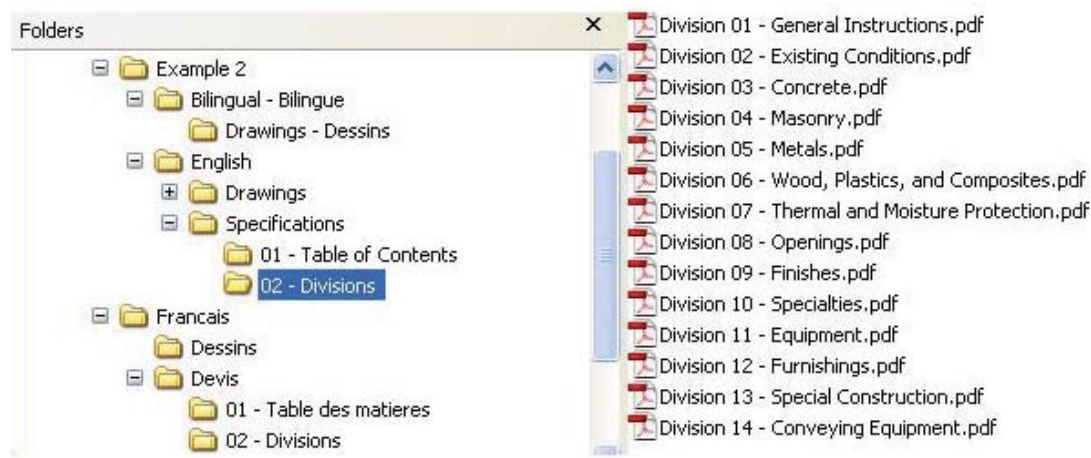 Folders
Example 2
Bilingual - Bilingue
Drawings - Dessins
English
Drawings
Specifications
01 - Table of Contents
02 - Divisions
Francais
Dessins
Devis
01 - Table des matieres
02 - Divisions
Division 01 - General Instructions.pdf
Division 02 - Existing Conditions.pdf
Division 03 - Concrete.pdf
Division 04 - Masonry.pdf
Division 05 - Metals.pdf
Division 06 - Wood, Plastics, and Composites.pdf
Division 07 - Thermal and Moisture Protection.pdf
Division 08 - Openings.pdf
Division 09 - Finishes.pdf
Division 10 - Specialties.pdf
Division 11 - Equipment.pdf
Division 12 - Furnishings.pdf
Division 13 - Special Construction.pdf
Division 14 - Conveying Equipment.pdf